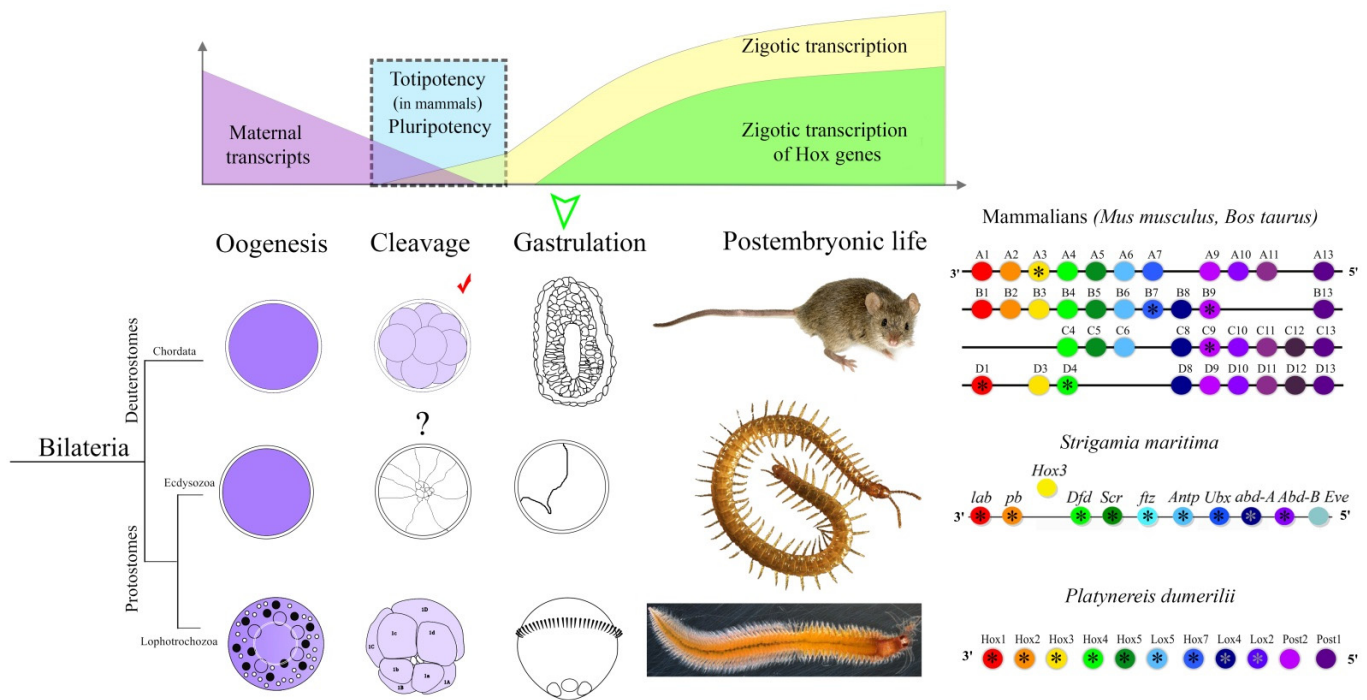 Zigotic transcription
Totipotency
(in mammals)
Pluripotency
Maternal
transcripts
Zigotic transcription
of Hox genes
Oogenesis
Cleavage
Gastrulation
Postembryonic life
Mammalians (Mus musculus, Bos taurus)
A1 A2 A3 A4 A5 A6 A7 A9 A10 A11 A13
3' * 5'
B1 B2 B3 B4 B5 B6 B7 B8 B9 B13
* *
C4 C5 C6 C8 C9 C10 C11 C12 C13
*
D1 D3 D4 D8 D9 D10 D11 D12 D13
* *
Deuterostomes
Chordata
?
Bilateria
Ecdysozoa
Protostomes
Lophotrochozoa
1D
1c 1d
1C
1b 1a
1B 1A
Strigamia maritima
Hox3
lab pb Dfd Scr ftz Antp Ubx abd-A Abd-B Eve
3' * * * * * * * * * 5'
Platynereis dumerilii
Hox1 Hox2 Hox3 Hox4 Hox5 Lox5 Hox7 Lox4 Lox2 Post2 Post1
3' * * * * * * * * * 5'